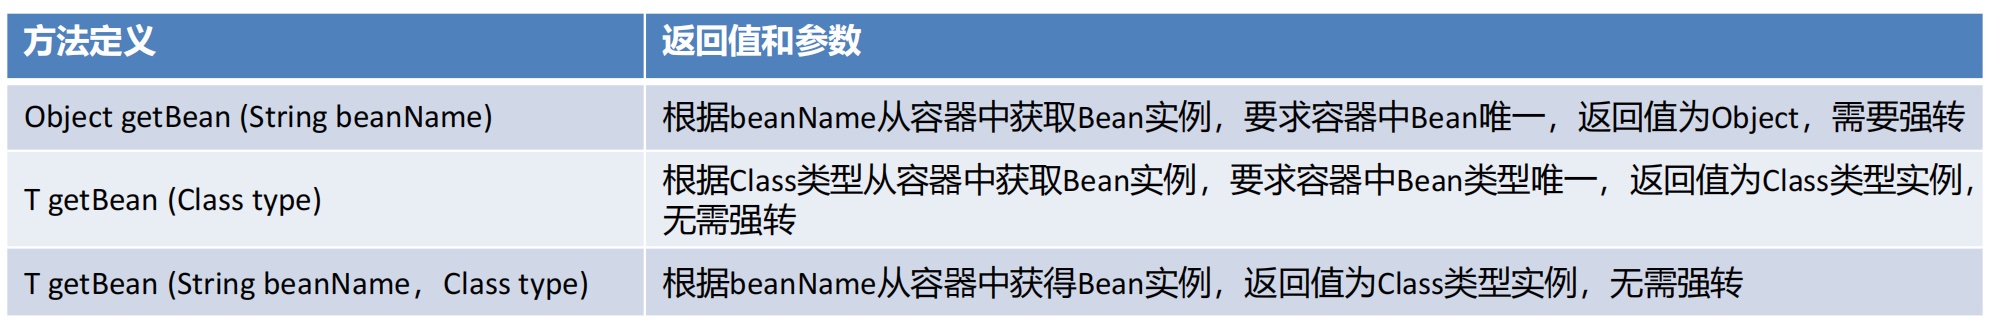 方法定义
返回值和参数
Object getBean (String beanName)
根据beanName从容器中获取Bean实例，要求容器中Bean唯一，返回值为Object，需要强转
T getBean (Class type)
根据Class类型从容器中获取Bean实例，要求容器中Bean类型唯一，返回值为Class类型实例，
无需强转
T getBean (String beanName，Class type)
根据beanName从容器中获得Bean实例，返回值为Class类型实例，无需强转